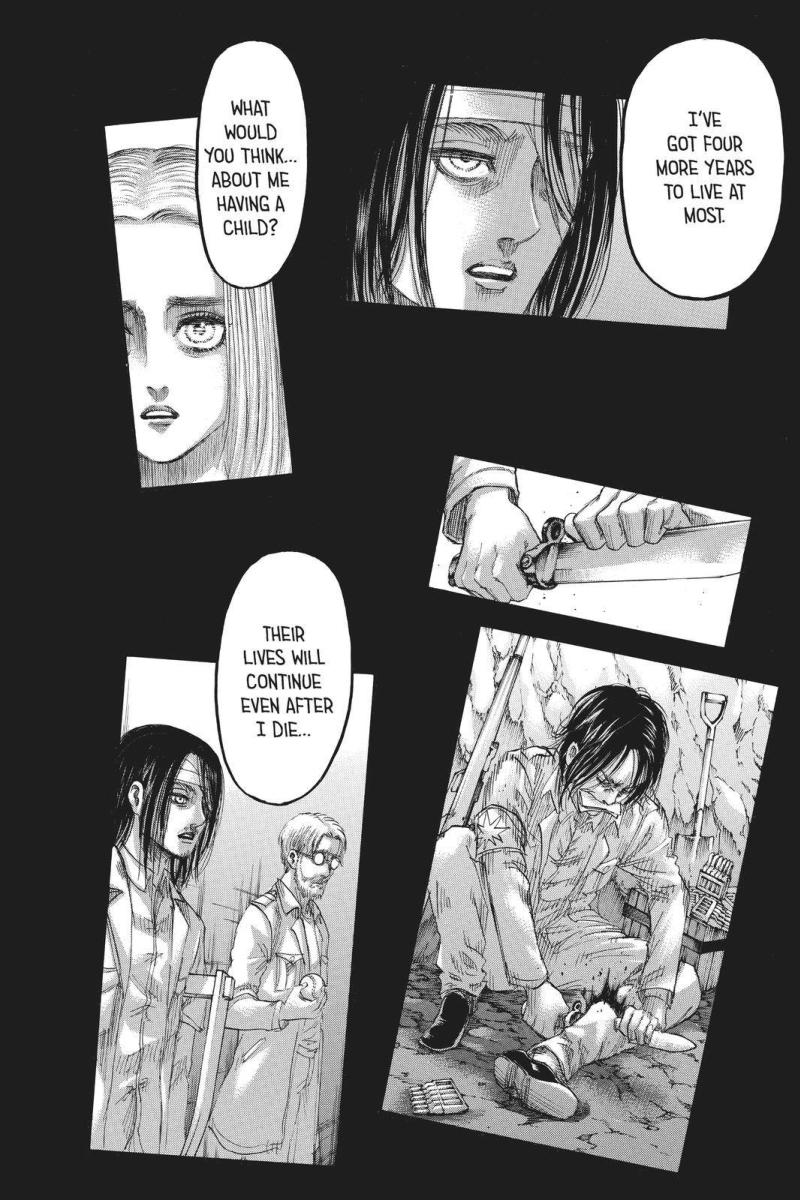 I'VE
GOT FOUR
MORE YEARS
TO LIVE AT
MOST.
WHAT
WOULD
YOU THINK...
ABOUT ME
HAVING A
CHILD?
THEIR
LIVES WILL
CONTINUE
EVEN AFTER
I DIE...